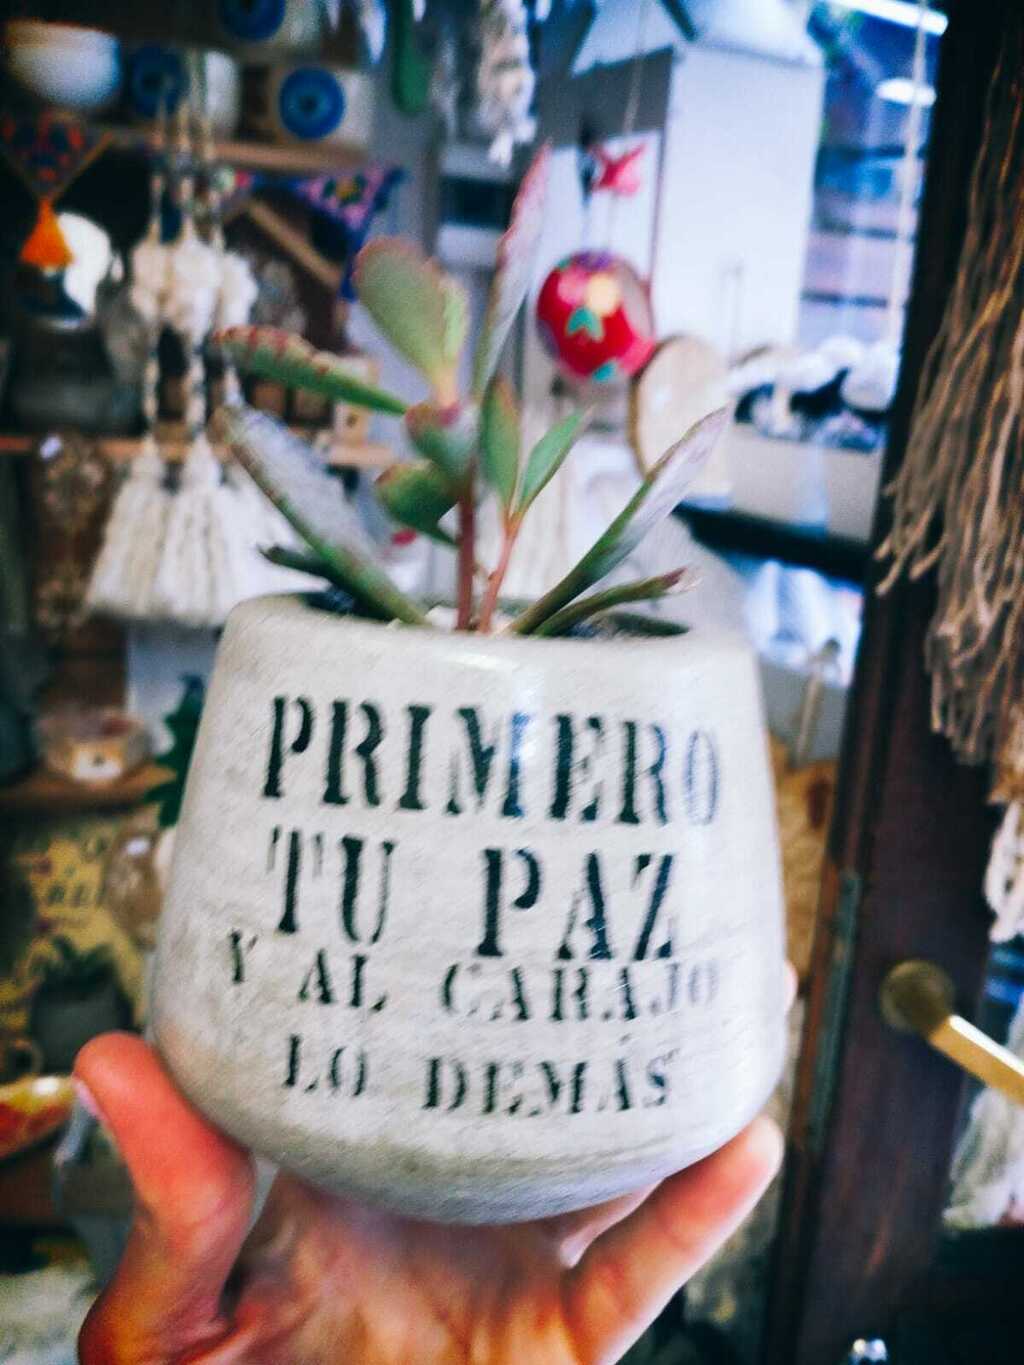 PRIMERO
TU PAZ
Y AL CARAJO
LO DEMÁS